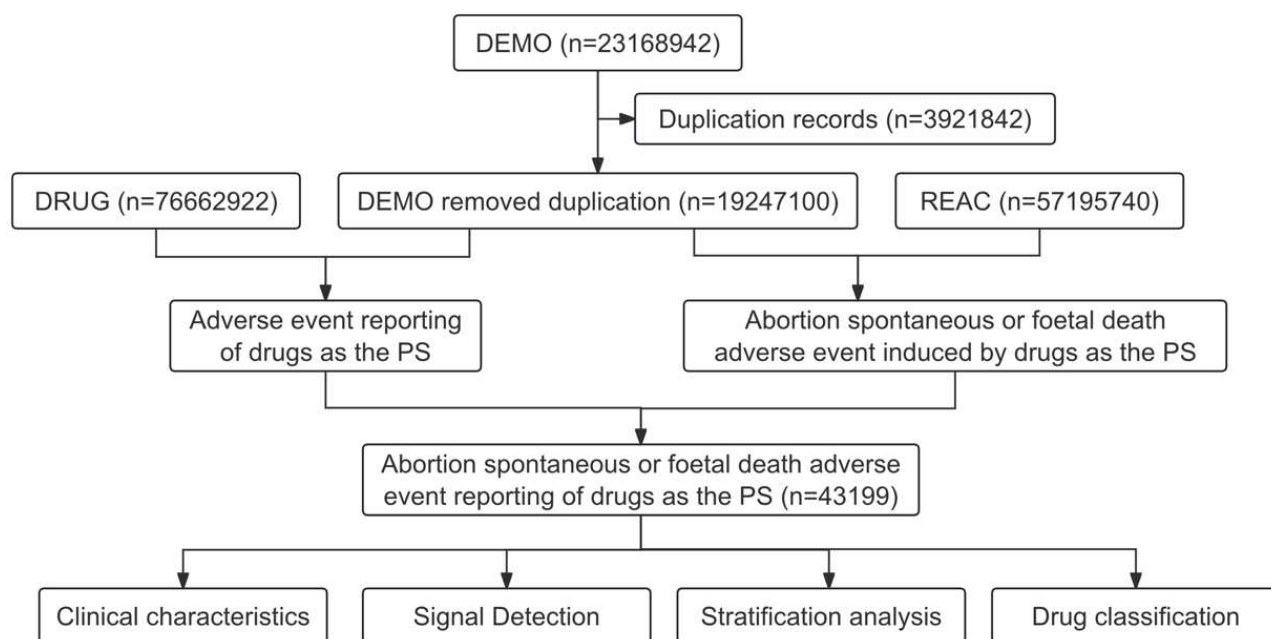 DEMO (n=23168942)
Duplication records (n=3921842)
DRUG (n=76662922)
DEMO removed duplication (n=19247100)
REAC (n=57195740)
Adverse event reporting
of drugs as the PS
Abortion spontaneous or foetal death
adverse event induced by drugs as the PS
Abortion spontaneous or foetal death adverse
event reporting of drugs as the PS (n=43199)
Clinical characteristics
Signal Detection
Stratification analysis
Drug classification